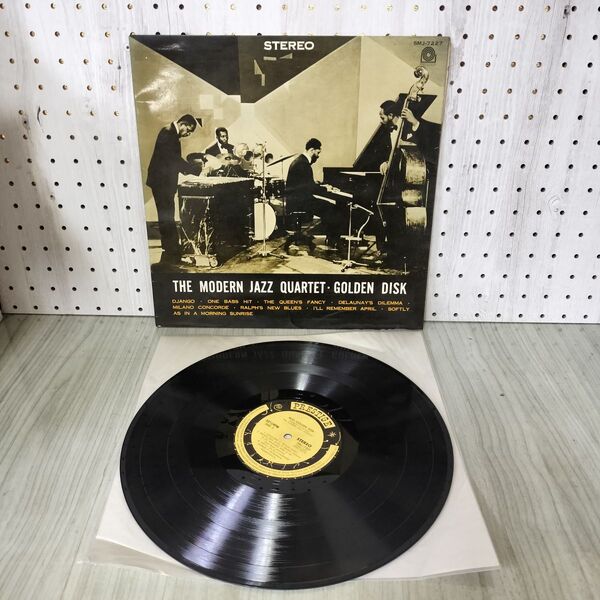 STEREO
SMJ-7227
THE MODERN JAZZ QUARTET · GOLDEN DISK
DJANGO · ONE BASS HIT · THE QUEEN'S FANCY · DELAUNAY'S DILEMMA ·
MILANO CONCORDE · RALPH'S NEW BLUES · I'LL REMEMBER APRIL · SOFTLY
AS IN A MORNING SUNRISE
PRESTIGE
STEREO